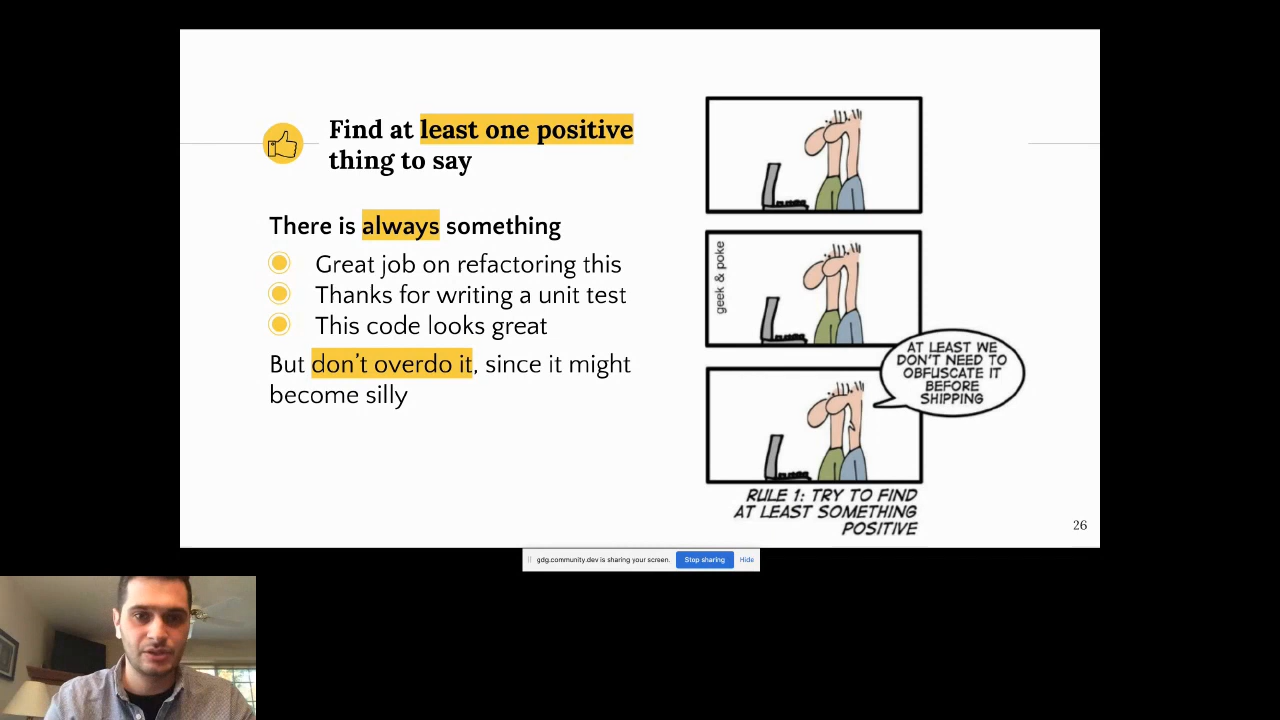 Find at least one positive
thing to say
There is always something
Great job on refactoring this
Thanks for writing a unit test
This code looks great
But don't overdo it, since it might
become silly
geek & poke
AT LEAST WE
DON'T NEED TO
OBFUSCATE IT
BEFORE
SHIPPING
RULE 1: TRY TO FIND
AT LEAST SOMETHING
POSITIVE
26
gdg.community.dev is sharing your screen.
Stop sharing
Hide